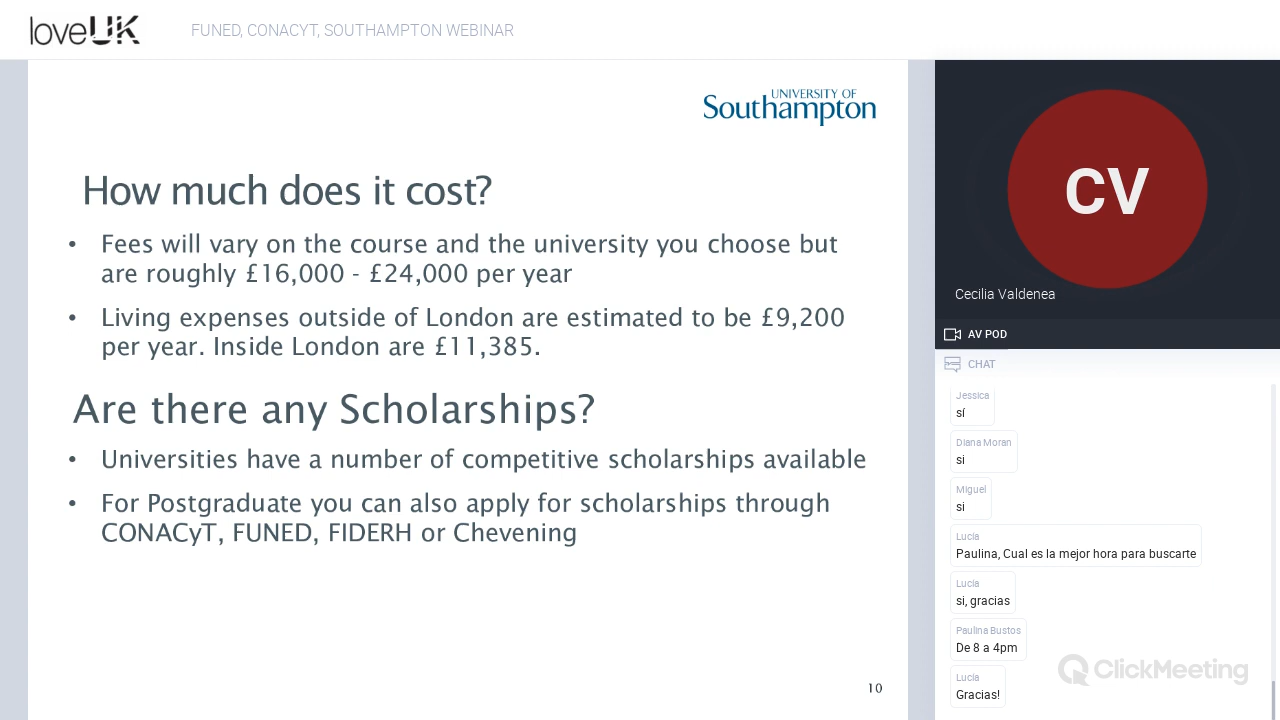 loveUK
FUNED, CONACYT, SOUTHAMPTON WEBINAR
UNIVERSITY OF
Southampton
How much does it cost?
• Fees will vary on the course and the university you choose but
are roughly £16,000 - £24,000 per year
• Living expenses outside of London are estimated to be £9,200
per year. Inside London are £11,385.
Are there any Scholarships?
• Universities have a number of competitive scholarships available
• For Postgraduate you can also apply for scholarships through
CONACyT, FUNED, FIDERH or Chevening
10
CV
Cecilia Valdenea
AV POD
CHAT
Jessica
sí
Diana Moran
si
Miguel
si
Lucía
Paulina, Cual es la mejor hora para buscarte
Lucía
si, gracias
Paulina Bustos
De 8 a 4pm
Lucía
Gracias!
ClickMeeting